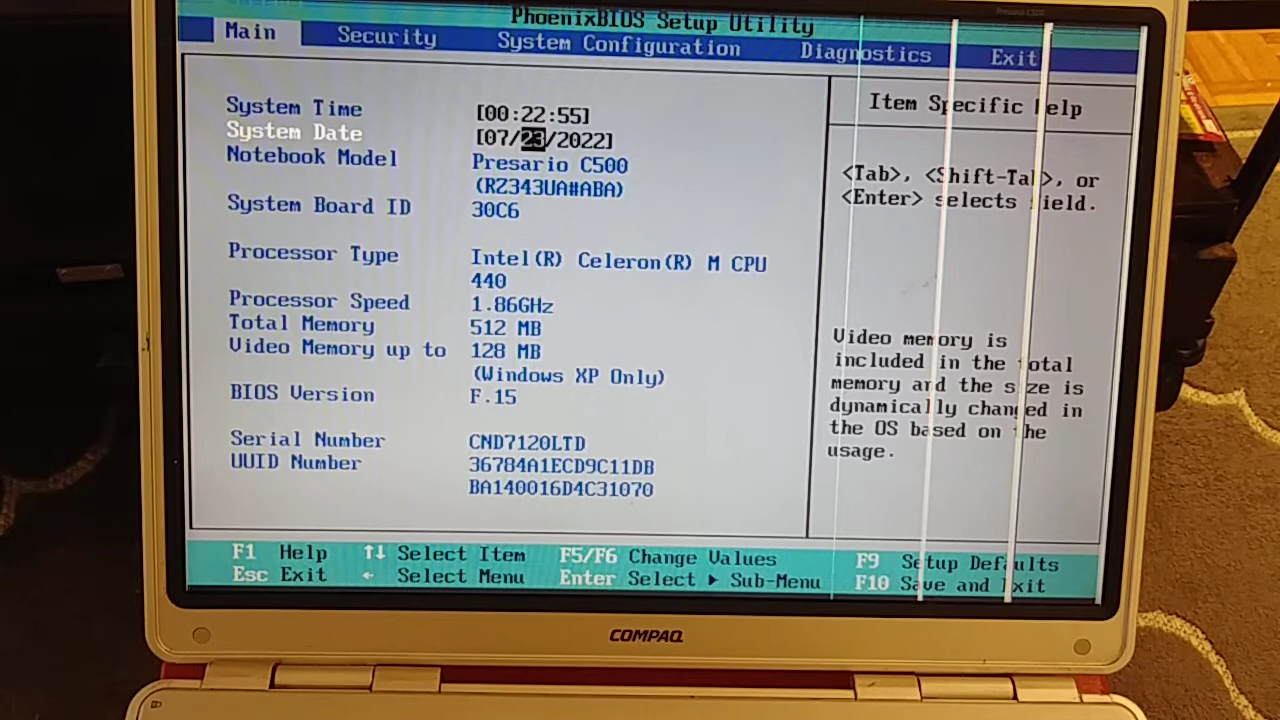 PhoenixBIOS Setup Utility
Main Security System Configuration Diagnostics Exit
System Time [00:22:55]
System Date [07/23/2022]
Notebook Model Presario C500
(RZ343UA#ABA)
System Board ID 30C6
Processor Type Intel(R) Celeron(R) M CPU
440
Processor Speed 1.86GHz
Total Memory 512 MB
Video Memory up to 128 MB
(Windows XP Only)
BIOS Version F.15
Serial Number CND7120LTD
UUID Number 36784A1ECD9C11DB
BA140016D4C31070
Item Specific Help
<Tab>, <Shift-Tab>, or
<Enter> selects field.
Video memory is
included in the total
memory and the size is
dynamically changed in
the OS based on the
usage.
F1 Help ↑↓ Select Item F5/F6 Change Values F9 Setup Defaults
Esc Exit ← Select Menu Enter Select ▶ Sub-Menu F10 Save and Exit
COMPAQ